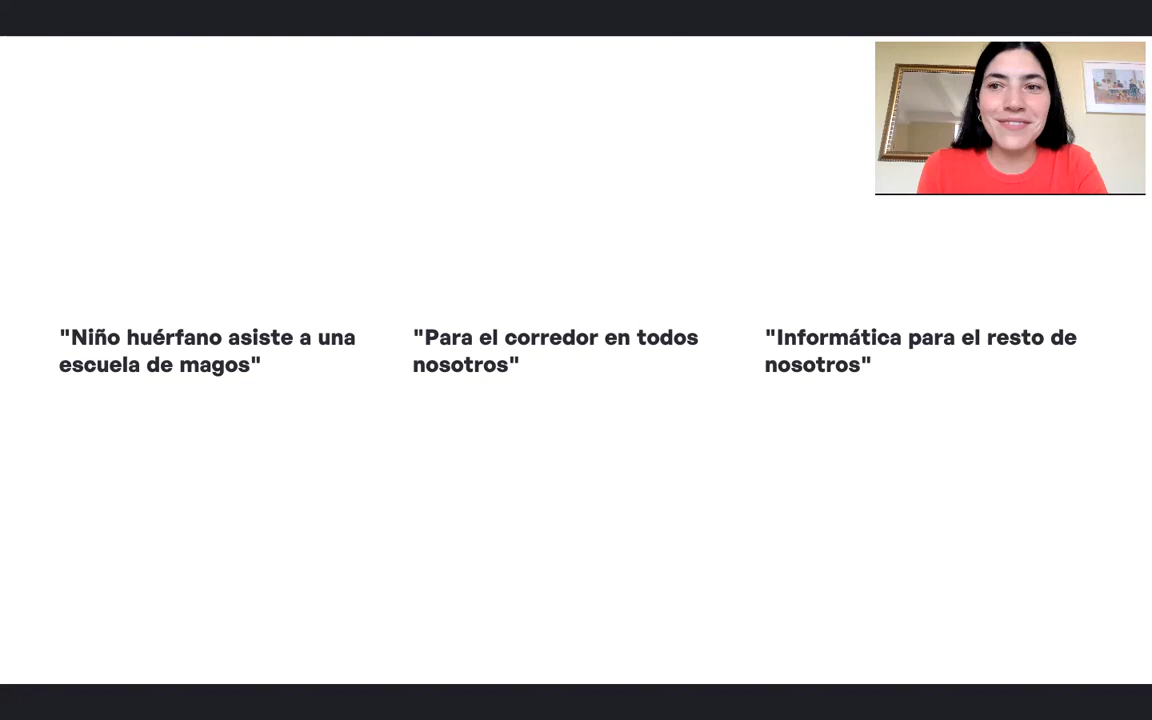 "Niño huérfano asiste a una
escuela de magos"
"Para el corredor en todos
nosotros"
"Informática para el resto de
nosotros"